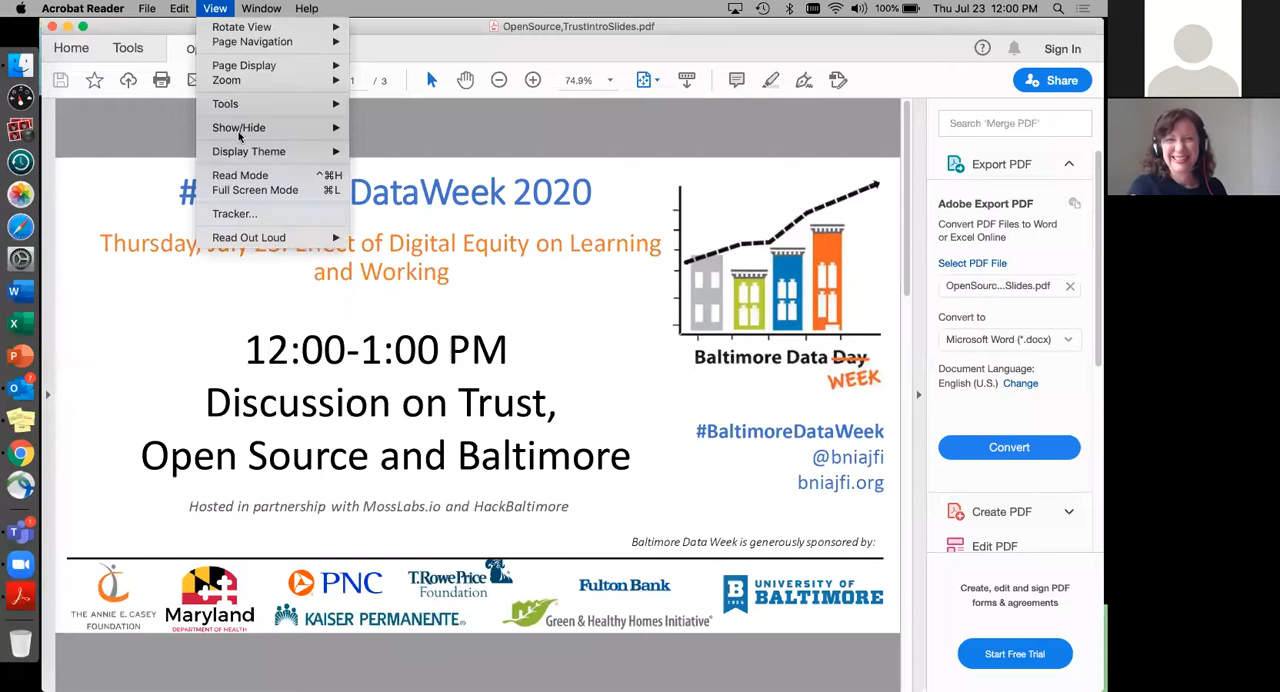 Acrobat Reader File Edit View Window Help
100% Thu Jul 23 12:00 PM
OpenSource,TrustIntroSlides.pdf
Home Tools
Sign In
/ 3
74.9%
Share
Rotate View
Page Navigation
Page Display
Zoom
Tools
Show/Hide
Display Theme
Read Mode ^⌘H
Full Screen Mode ⌘L
Tracker...
Read Out Loud
DataWeek 2020
Thursday, July 23: Effect of Digital Equity on Learning
and Working
12:00-1:00 PM
Discussion on Trust,
Open Source and Baltimore
Hosted in partnership with MossLabs.io and HackBaltimore
Baltimore Data Day
WEEK
#BaltimoreDataWeek
@bniajfi
bniajfi.org
Baltimore Data Week is generously sponsored by:
THE ANNIE E. CASEY
FOUNDATION
Maryland
DEPARTMENT OF HEALTH
PNC
KAISER PERMANENTE®
T.RowePrice
Foundation
Fulton Bank
Green & Healthy Homes Initiative®
B
1925
UNIVERSITY OF
BALTIMORE
Search 'Merge PDF'
Export PDF
Adobe Export PDF
Convert PDF Files to Word
or Excel Online
Select PDF File
OpenSourc...Slides.pdf
Convert to
Microsoft Word (*.docx)
Document Language:
English (U.S.) Change
Convert
Create PDF
Edit PDF
Create, edit and sign PDF
forms & agreements
Start Free Trial